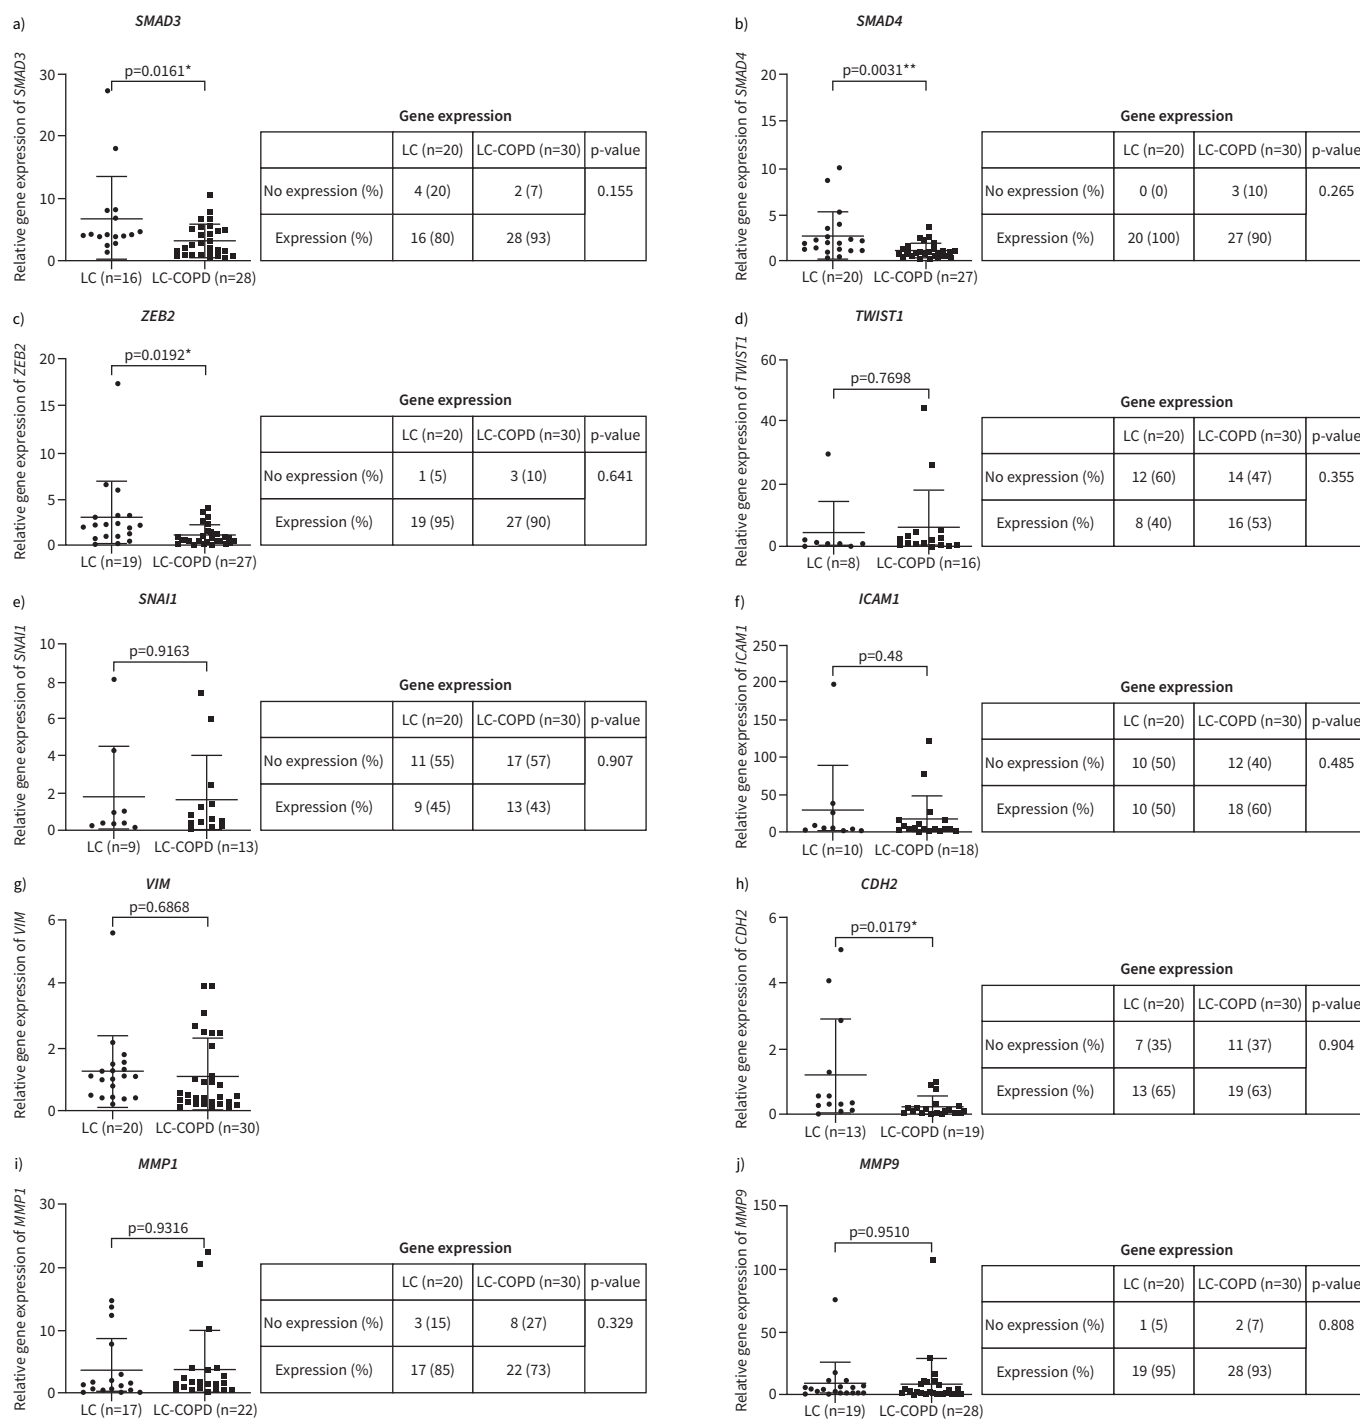 a)
SMAD3
Relative gene expression of SMAD3
30
20
10
0
p=0.0161*
LC (n=16) LC-COPD (n=28)
Gene expression
LC (n=20) LC-COPD (n=30) p-value
No expression (%) 4 (20) 2 (7) 0.155
Expression (%) 16 (80) 28 (93)
b)
SMAD4
Relative gene expression of SMAD4
20
15
10
5
0
p=0.0031**
LC (n=20) LC-COPD (n=27)
Gene expression
LC (n=20) LC-COPD (n=30) p-value
No expression (%) 0 (0) 3 (10) 0.265
Expression (%) 20 (100) 27 (90)
c)
ZEB2
Relative gene expression of ZEB2
20
15
10
5
0
p=0.0192*
LC (n=19) LC-COPD (n=27)
Gene expression
LC (n=20) LC-COPD (n=30) p-value
No expression (%) 1 (5) 3 (10) 0.641
Expression (%) 19 (95) 27 (90)
d)
TWIST1
Relative gene expression of TWIST1
60
40
20
0
p=0.7698
LC (n=8) LC-COPD (n=16)
Gene expression
LC (n=20) LC-COPD (n=30) p-value
No expression (%) 12 (60) 14 (47) 0.355
Expression (%) 8 (40) 16 (53)
e)
SNAI1
Relative gene expression of SNAI1
10
8
6
4
2
0
p=0.9163
LC (n=9) LC-COPD (n=13)
Gene expression
LC (n=20) LC-COPD (n=30) p-value
No expression (%) 11 (55) 17 (57) 0.907
Expression (%) 9 (45) 13 (43)
f)
ICAM1
Relative gene expression of ICAM1
250
200
150
100
50
0
p=0.48
LC (n=10) LC-COPD (n=18)
Gene expression
LC (n=20) LC-COPD (n=30) p-value
No expression (%) 10 (50) 12 (40) 0.485
Expression (%) 10 (50) 18 (60)
g)
VIM
Relative gene expression of VIM
6
4
2
0
p=0.6868
LC (n=20) LC-COPD (n=30)
h)
CDH2
Relative gene expression of CDH2
6
4
2
0
p=0.0179*
LC (n=13) LC-COPD (n=19)
Gene expression
LC (n=20) LC-COPD (n=30) p-value
No expression (%) 7 (35) 11 (37) 0.904
Expression (%) 13 (65) 19 (63)
i)
MMP1
Relative gene expression of MMP1
30
20
10
0
p=0.9316
LC (n=17) LC-COPD (n=22)
Gene expression
LC (n=20) LC-COPD (n=30) p-value
No expression (%) 3 (15) 8 (27) 0.329
Expression (%) 17 (85) 22 (73)
j)
MMP9
Relative gene expression of MMP9
150
100
50
0
p=0.9510
LC (n=19) LC-COPD (n=28)
Gene expression
LC (n=20) LC-COPD (n=30) p-value
No expression (%) 1 (5) 2 (7) 0.808
Expression (%) 19 (95) 28 (93)